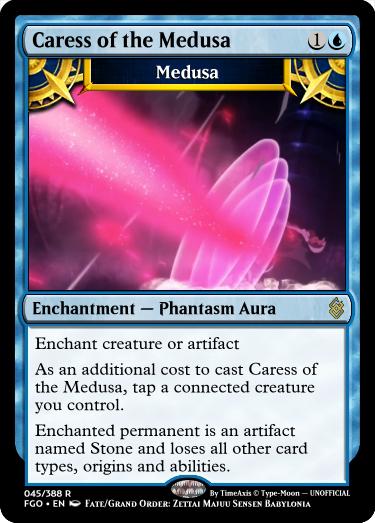 Caress of the Medusa 1
Medusa
Enchantment — Phantasm Aura
Enchant creature or artifact
As an additional cost to cast Caress of
the Medusa, tap a connected creature
you control.
Enchanted permanent is an artifact
named Stone and loses all other card
types, origins and abilities.
045/388 R
FGO • EN By TimeAxis © Type-Moon — UNOFFICIAL
Fate/Grand Order: Zettai Majuu Sensen Babylonia